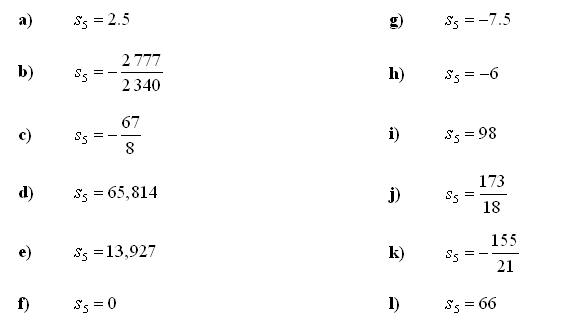 a) s₅ = 2.5
b) s₅ = −2 777/2 340
c) s₅ = −67/8
d) s₅ = 65,814
e) s₅ = 13,927
f) s₅ = 0
g) s₅ = −7.5
h) s₅ = −6
i) s₅ = 98
j) s₅ = 173/18
k) s₅ = −155/21
l) s₅ = 66